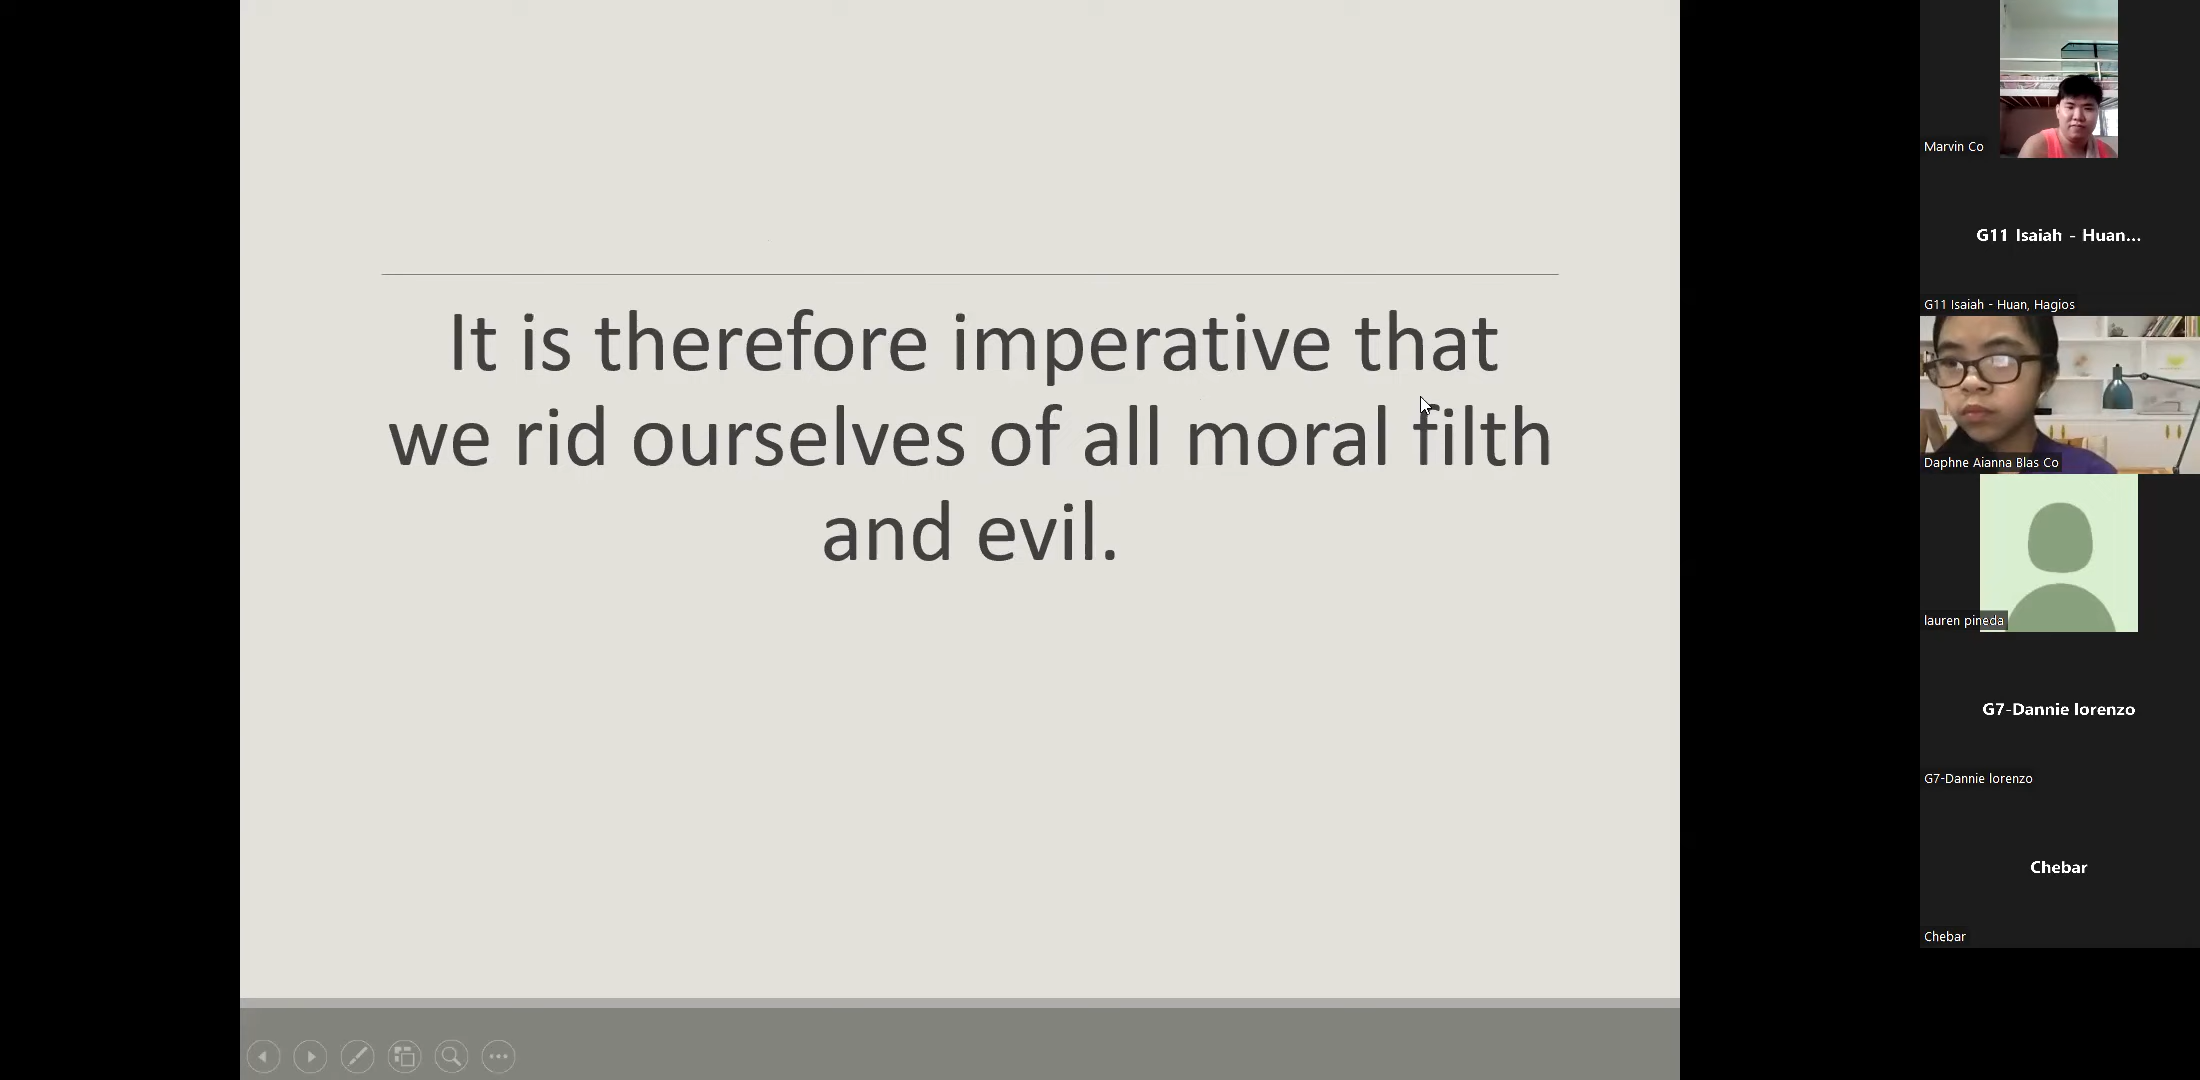 It is therefore imperative that
we rid ourselves of all moral filth
and evil.
Marvin Co
G11 Isaiah - Huan...
G11 Isaiah - Huan, Hagios
Daphne Aianna Blas Co
lauren pineda
G7-Dannie lorenzo
G7-Dannie lorenzo
Chebar
Chebar